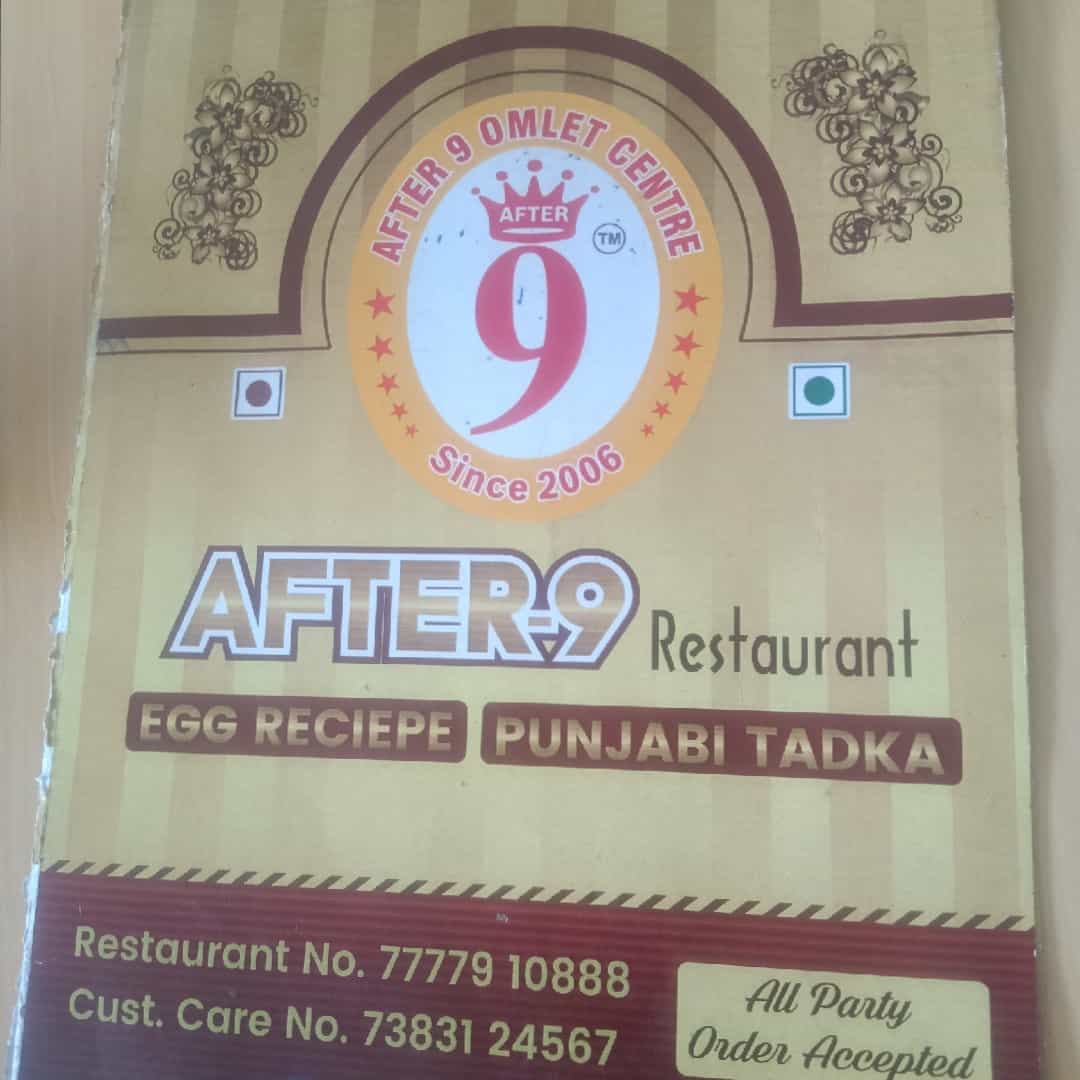 AFTER 9 OMLET CENTRE
AFTER
9
TM
Since 2006
AFTER-9 Restaurant
EGG RECIEPE PUNJABI TADKA
Restaurant No. 77779 10888
Cust. Care No. 73831 24567
All Party
Order Accepted